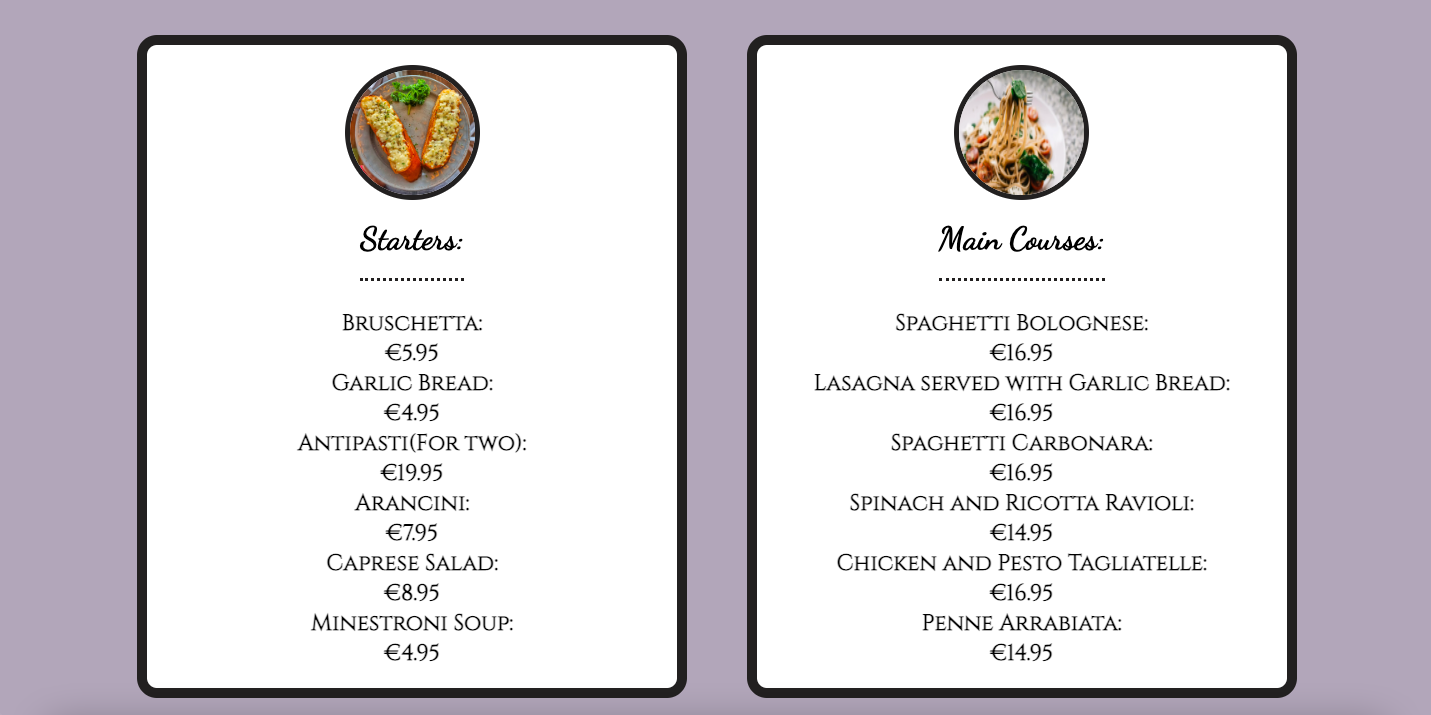 Starters:
Bruschetta:
€5.95
Garlic Bread:
€4.95
Antipasti(For two):
€19.95
Arancini:
€7.95
Caprese Salad:
€8.95
Minestroni Soup:
€4.95
Main Courses:
Spaghetti Bolognese:
€16.95
Lasagna served with Garlic Bread:
€16.95
Spaghetti Carbonara:
€16.95
Spinach and Ricotta Ravioli:
€14.95
Chicken and Pesto Tagliatelle:
€16.95
Penne Arrabiata:
€14.95